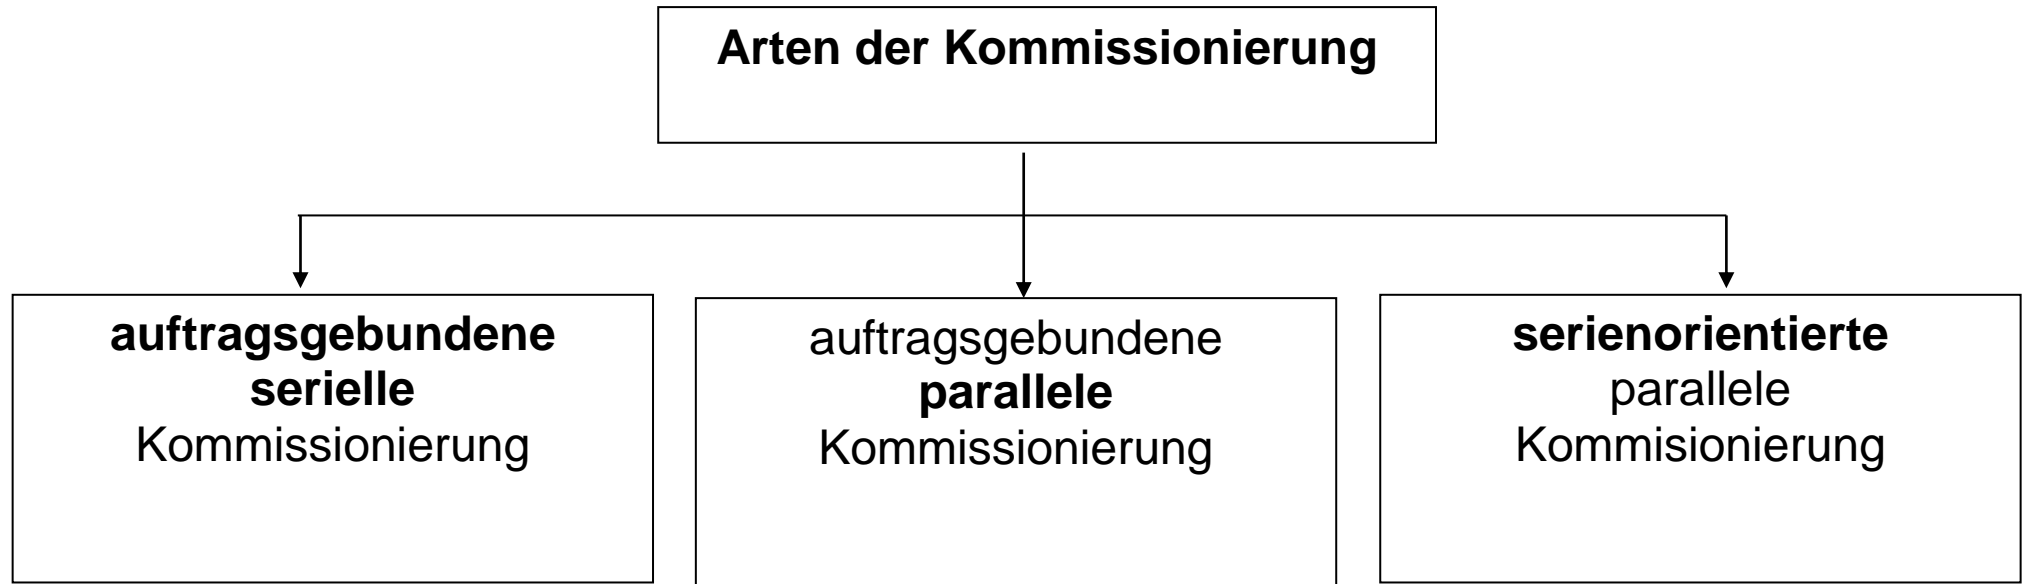 Arten der Kommissionierung
auftragsgebundene
serielle
Kommissionierung
auftragsgebundene
parallele
Kommissionierung
serienorientierte
parallele
Kommisionierung